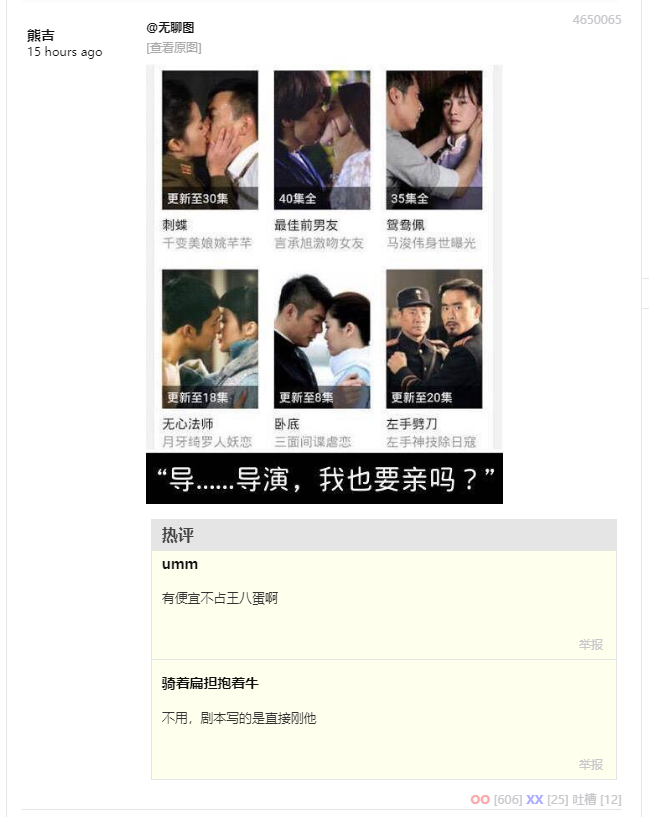 4650065
熊吉
15 hours ago
@无聊图
[查看原图]
更新至30集
40集全
35集全
刺蝶
最佳前男友
鸳鸯佩
千变美娘姚芊芊
言承旭激吻女友
马浚伟身世曝光
更新至18集
更新至8集
更新至20集
无心法师
卧底
左手劈刀
月牙绮罗人妖恋
三面间谍虐恋
左手神技除日寇
“导……导演，我也要亲吗？”
热评
umm
有便宜不占王八蛋啊
举报
骑着扁担抱着牛
不用，剧本写的是直接刚他
举报
OO [606] XX [25] 吐槽 [12]